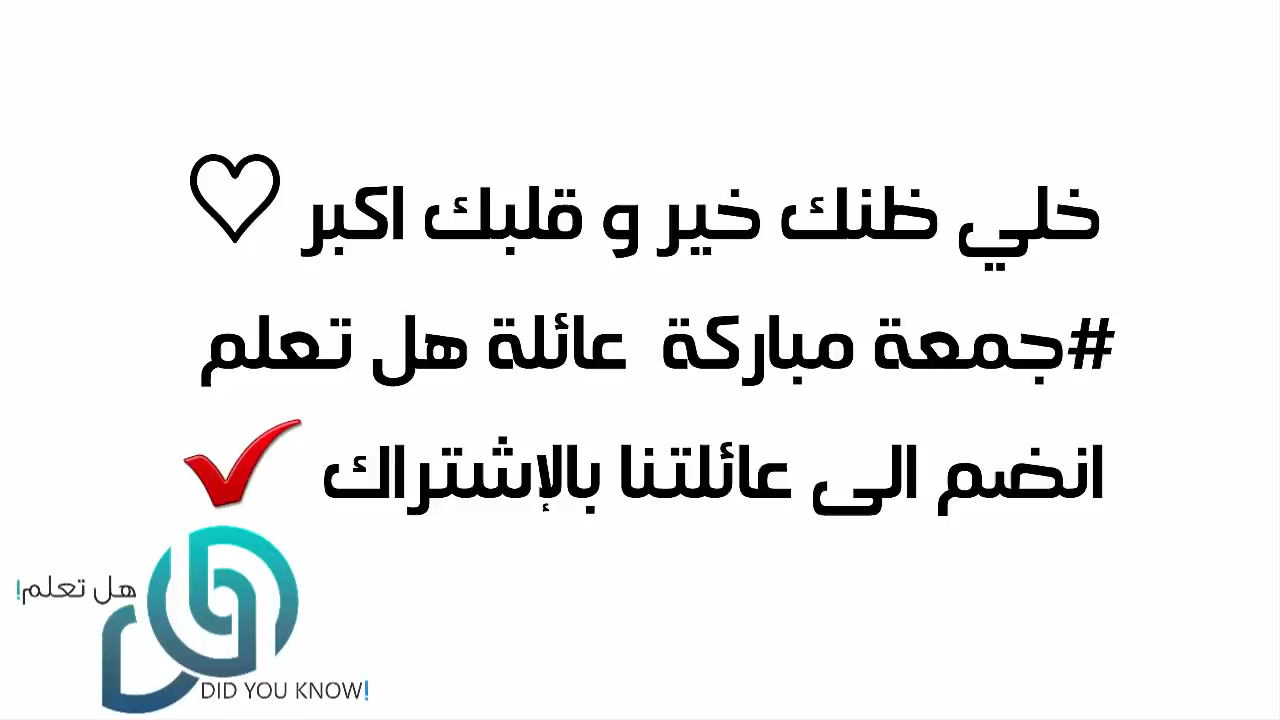 خلي ظنك خير و قلبك اكبر ♡
#جمعة مباركة عائلة هل تعلم
انضم الى عائلتنا بالإشتراك ✔
هل تعلم!
DID YOU KNOW!